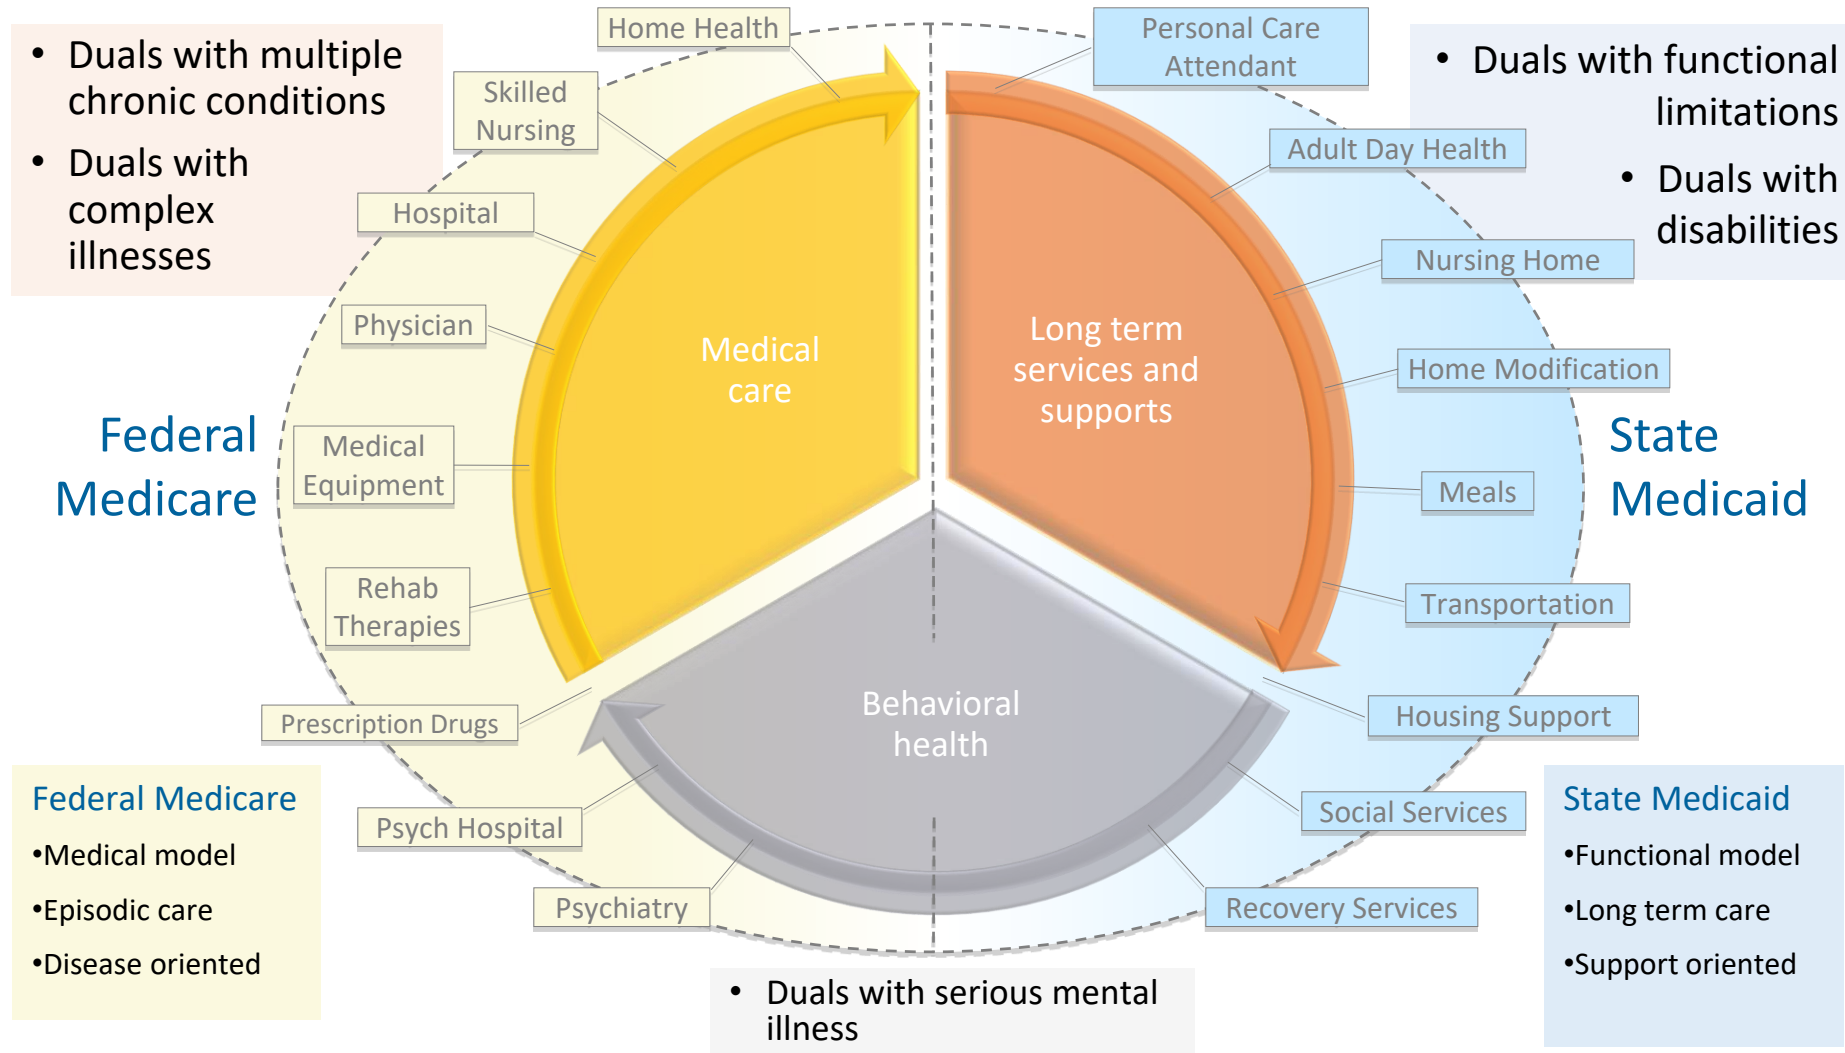 • Duals with multiple
chronic conditions
• Duals with
complex
illnesses
• Duals with functional
limitations
• Duals with
disabilities
Home Health
Skilled
Nursing
Hospital
Physician
Medical
Equipment
Rehab
Therapies
Prescription Drugs
Psych Hospital
Psychiatry
Personal Care
Attendant
Adult Day Health
Nursing Home
Home Modification
Meals
Transportation
Housing Support
Social Services
Recovery Services
Medical
care
Long term
services and
supports
Behavioral
health
Federal
Medicare
State
Medicaid
Federal Medicare
•Medical model
•Episodic care
•Disease oriented
State Medicaid
•Functional model
•Long term care
•Support oriented
• Duals with serious mental
illness